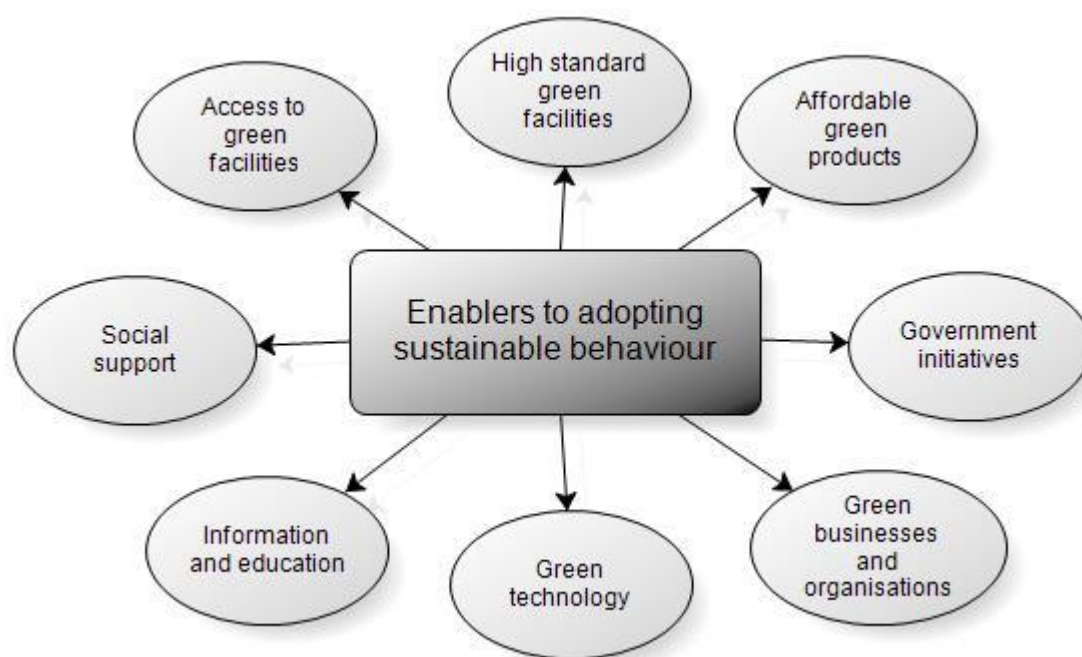 Access to
green
facilities
High standard
green
facilities
Affordable
green
products
Social
support
Enablers to adopting
sustainable behaviour
Government
initiatives
Information
and education
Green
technology
Green
businesses
and
organisations